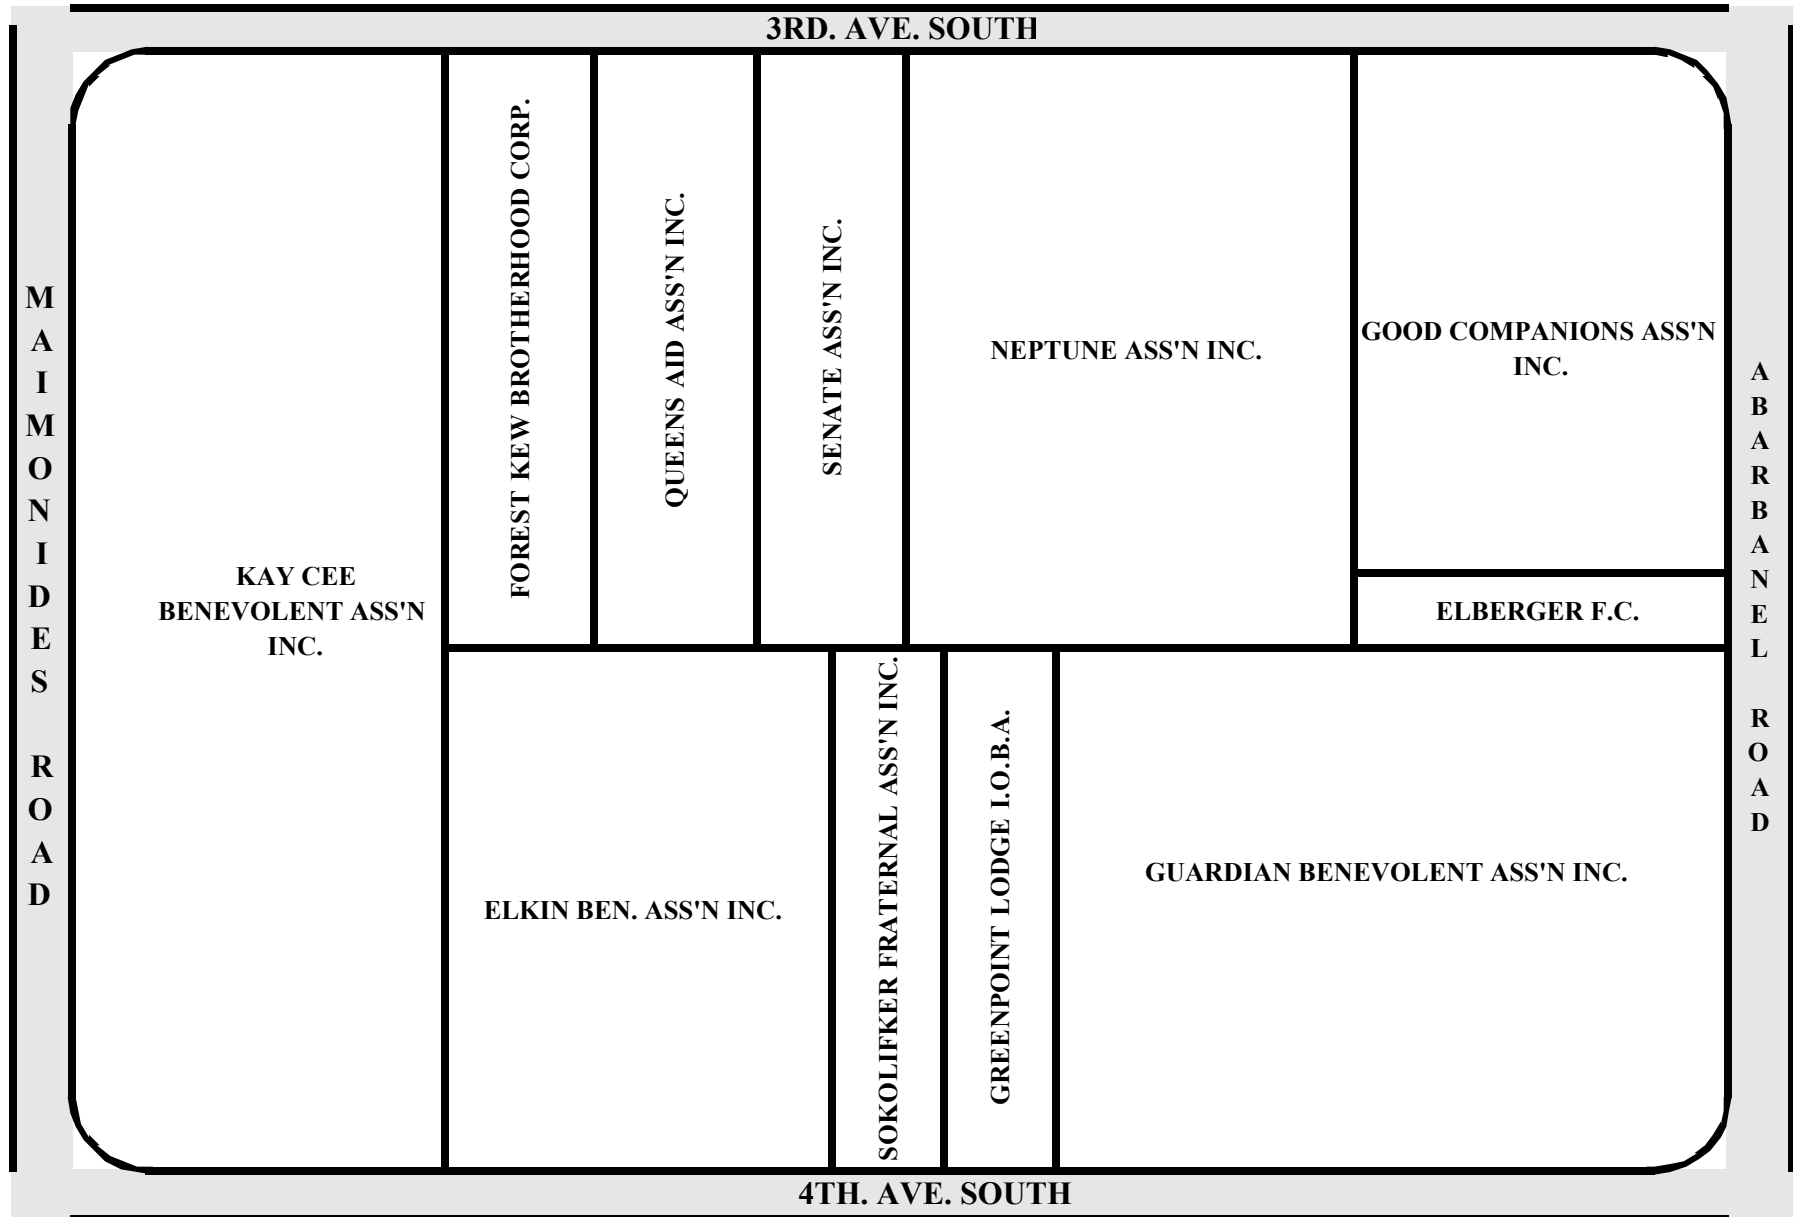 3RD. AVE. SOUTH
MAIMONIDES ROAD
KAY CEE
BENEVOLENT ASS'N
INC.
FOREST KEW BROTHERHOOD CORP.
QUEENS AID ASS'N INC.
SENATE ASS'N INC.
NEPTUNE ASS'N INC.
GOOD COMPANIONS ASS'N
INC.
ELBERGER F.C.
ABARBANEL ROAD
ELKIN BEN. ASS'N INC.
SOKOLIFKER FRATERNAL ASS'N INC.
GREENPOINT LODGE I.O.B.A.
GUARDIAN BENEVOLENT ASS'N INC.
4TH. AVE. SOUTH